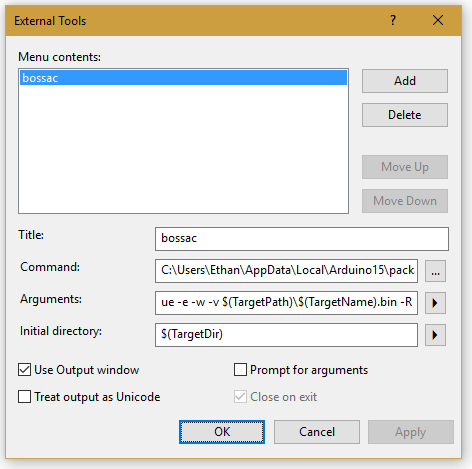 External Tools
Menu contents:
bossac
Add
Delete
Move Up
Move Down
Title:
bossac
Command:
C:\Users\Ethan\AppData\Local\Arduino15\pack
...
Arguments:
ue -e -w -v $(TargetPath)\$(TargetName).bin -R
Initial directory:
$(TargetDir)
Use Output window
Prompt for arguments
Treat output as Unicode
Close on exit
OK
Cancel
Apply